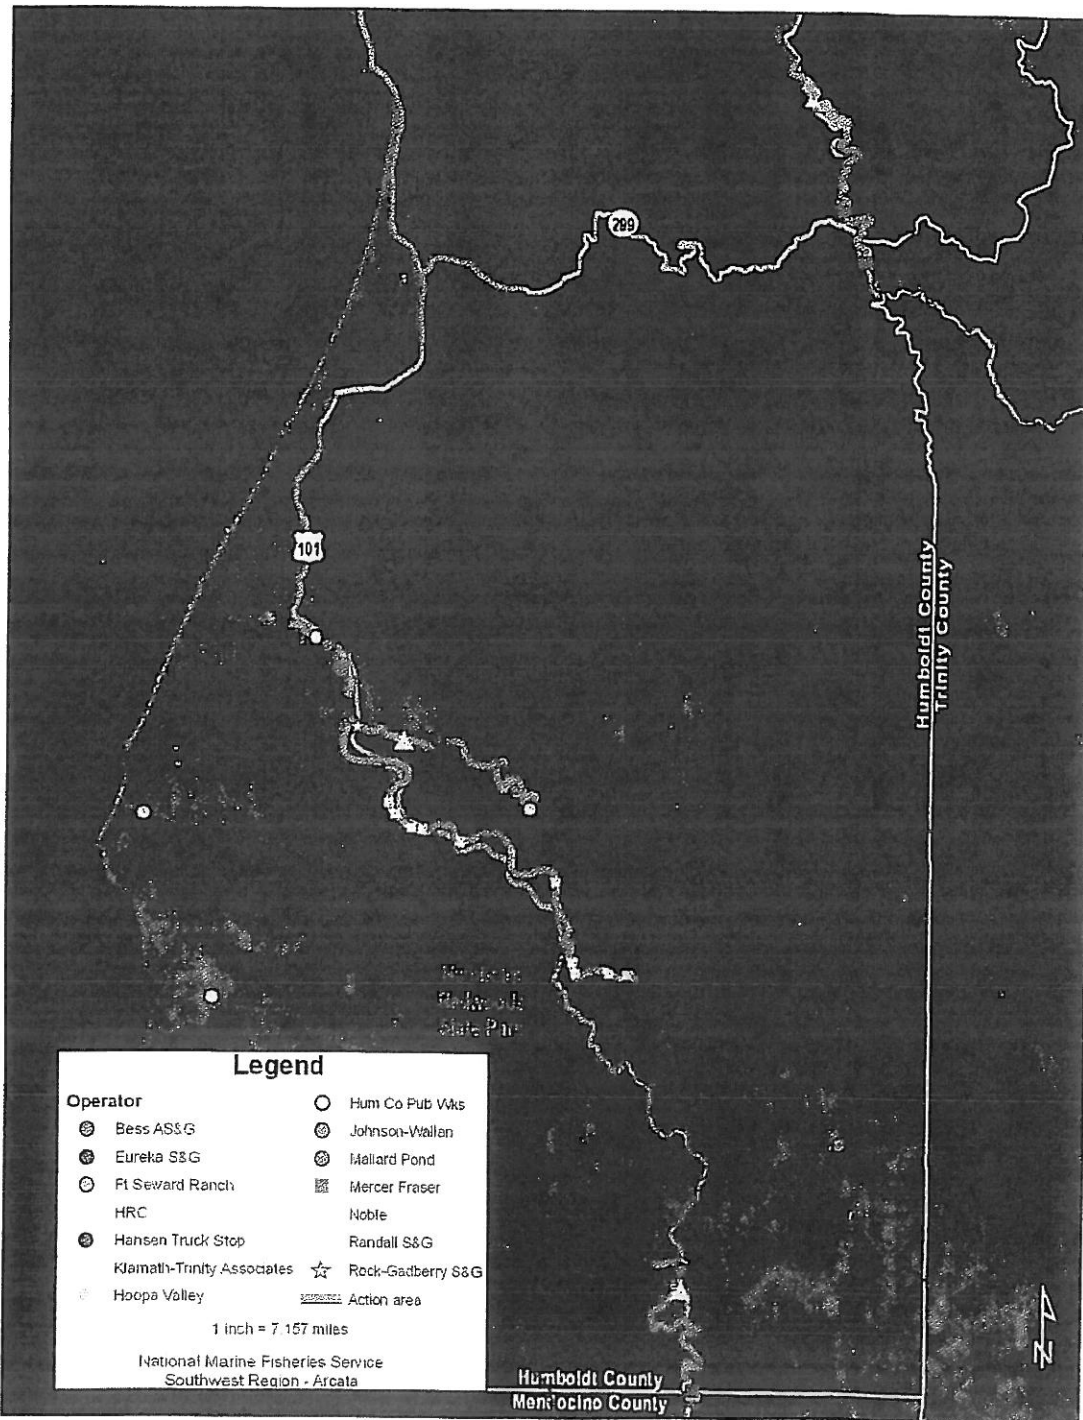 299
101
Humboldt County
Trinity County
Legend
Operator
Bess AS&G
Eureka S&G
Ft Seward Ranch
HRC
Hansen Truck Stop
Klamath-Trinity Associates
Hoopa Valley
Hum Co Pub Wks
Johnson-Wallan
Mallard Pond
Mercer Fraser
Noble
Randall S&G
Rock-Gadberry S&G
Action area
1 inch = 7.157 miles
National Marine Fisheries Service
Southwest Region - Arcata
Humboldt County
Mendocino County
N